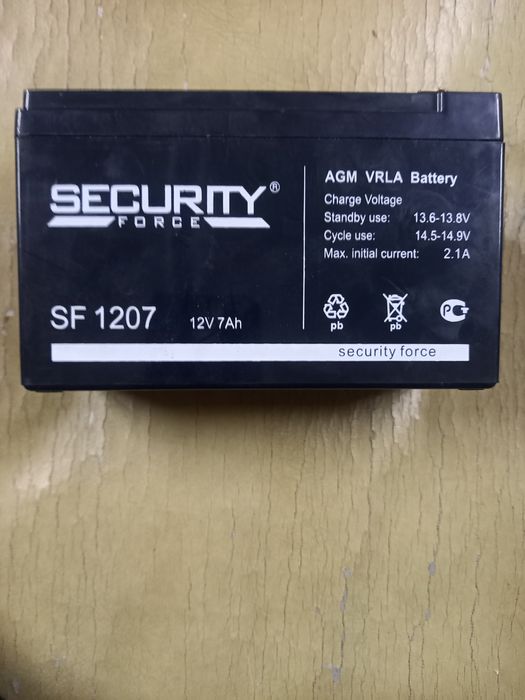 SECURITY®
FORCE
SF 1207 12V 7Ah
AGM VRLA Battery
Charge Voltage
Standby use: 13.6-13.8V
Cycle use: 14.5-14.9V
Max. initial current: 2.1A
pb pb
security force